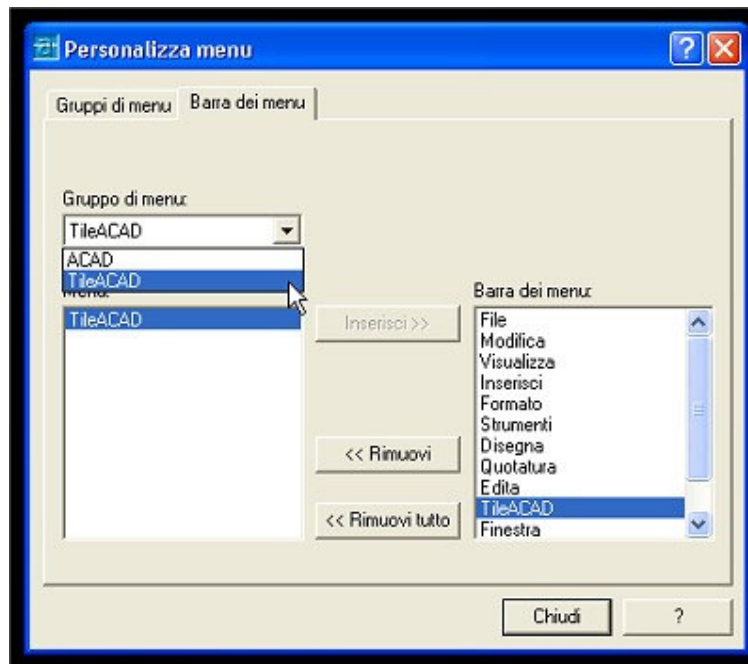 Personalizza menu
?
Gruppi di menu
Barra dei menu
Gruppo di menu:
TileACAD
ACAD
TileACAD
Menu:
TileACAD
Inserisci >>
<< Rimuovi
<< Rimuovi tutto
Barra dei menu:
File
Modifica
Visualizza
Inserisci
Formato
Strumenti
Disegna
Quotatura
Edita
TileACAD
Finestra
Chiudi
?